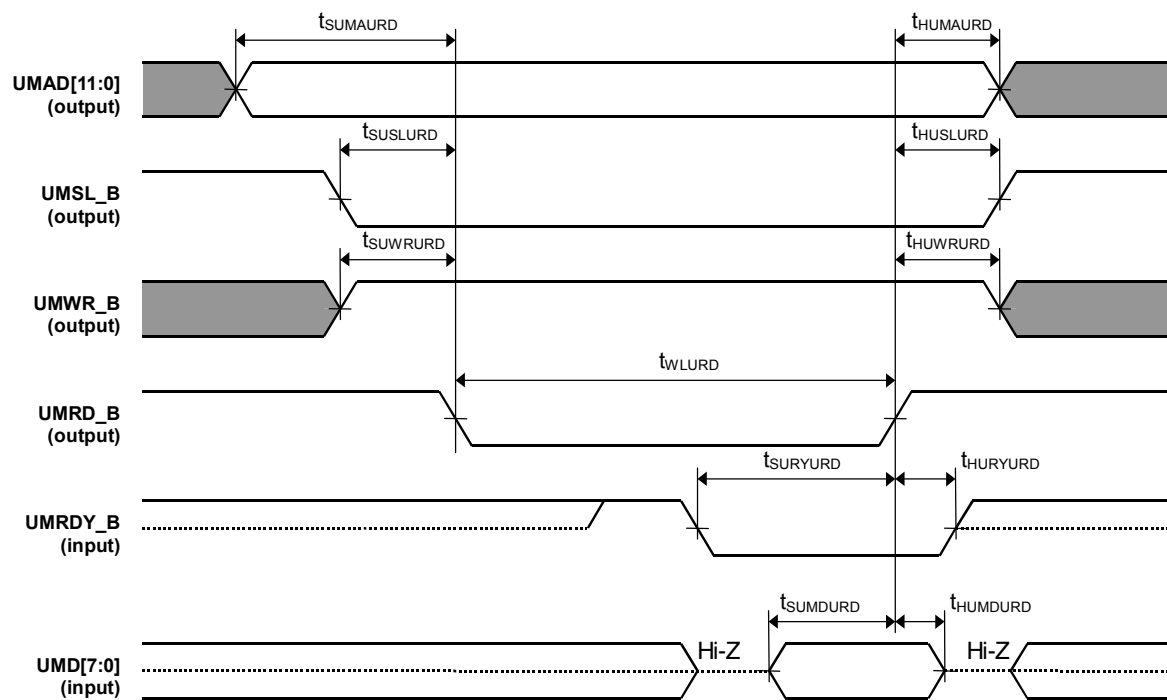 tSUMAURD tHUMAURD
UMAD[11:0]
(output)
tSUSLURD tHUSLURD
UMSL_B
(output)
tSUWRURD tHUWRURD
UMWR_B
(output)
tWLURD
UMRD_B
(output)
tSURYURD tHURYURD
UMRDY_B
(input)
tSUMDURD tHUMDURD
Hi-Z Hi-Z
UMD[7:0]
(input)